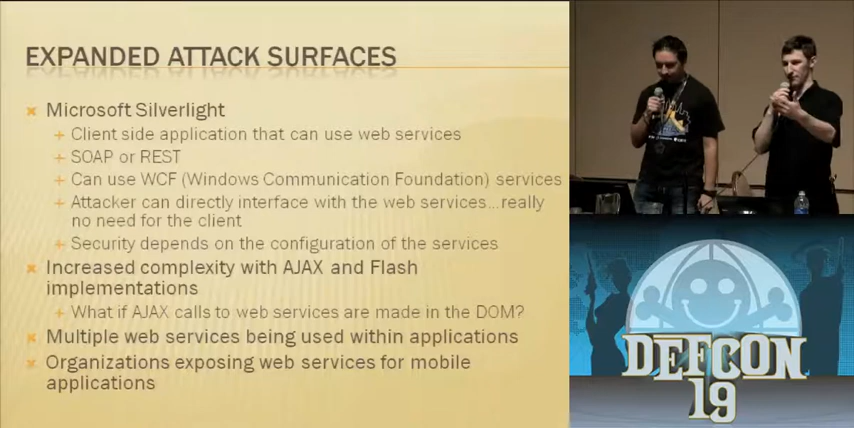 EXPANDED ATTACK SURFACES
Microsoft Silverlight
Client side application that can use web services
SOAP or REST
Can use WCF (Windows Communication Foundation) services
Attacker can directly interface with the web services...really
no need for the client
Security depends on the configuration of the services
Increased complexity with AJAX and Flash
implementations
What if AJAX calls to web services are made in the DOM?
Multiple web services being used within applications
Organizations exposing web services for mobile
applications
DEFCON
19